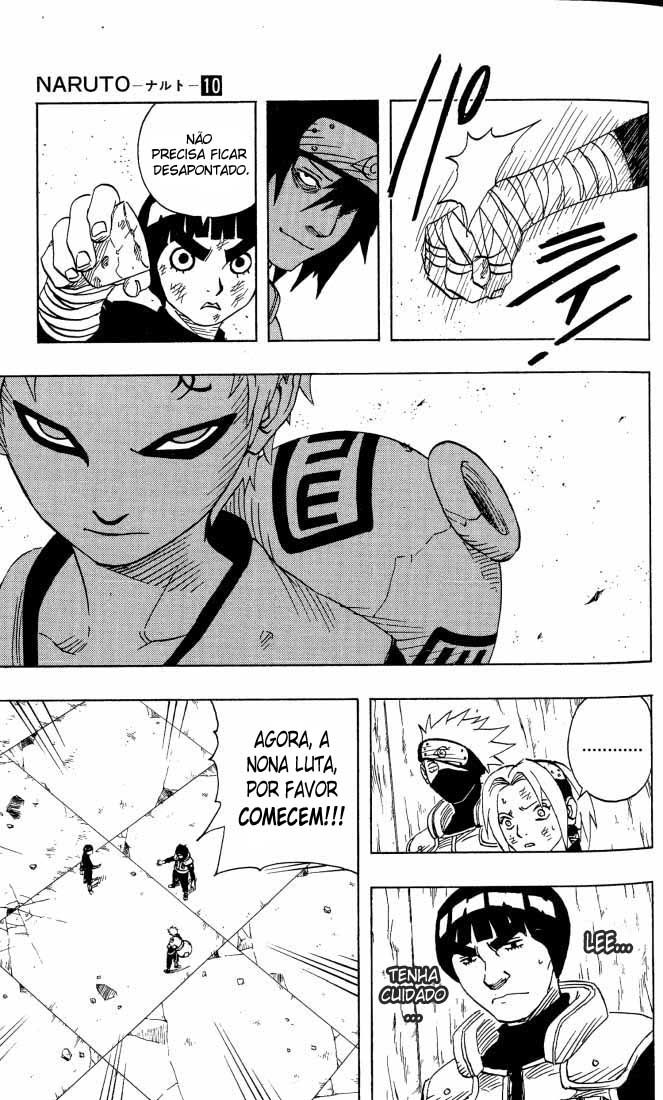 NARUTO—ナルト—10
NÃO
PRECISA FICAR
DESAPONTADO.
.............
LEE...
TENHA
CUIDADO
...
AGORA, A
NONA LUTA,
POR FAVOR
COMECEM!!!